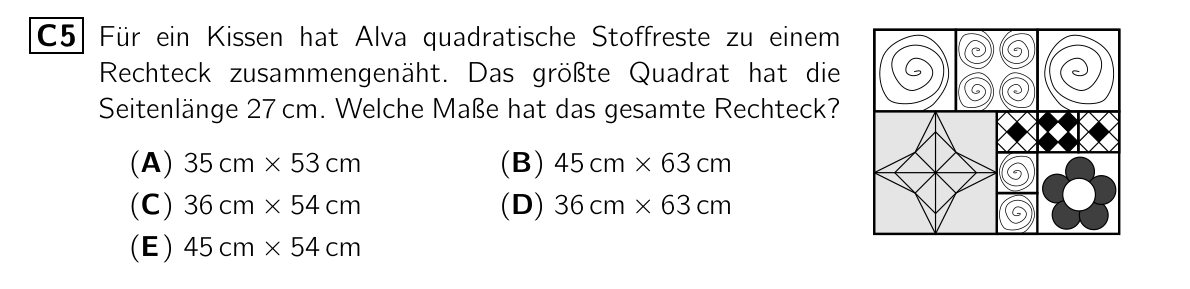 C5 Für ein Kissen hat Alva quadratische Stoffreste zu einem
Rechteck zusammengenäht. Das größte Quadrat hat die
Seitenlänge 27 cm. Welche Maße hat das gesamte Rechteck?
(A) 35 cm × 53 cm (B) 45 cm × 63 cm
(C) 36 cm × 54 cm (D) 36 cm × 63 cm
(E) 45 cm × 54 cm